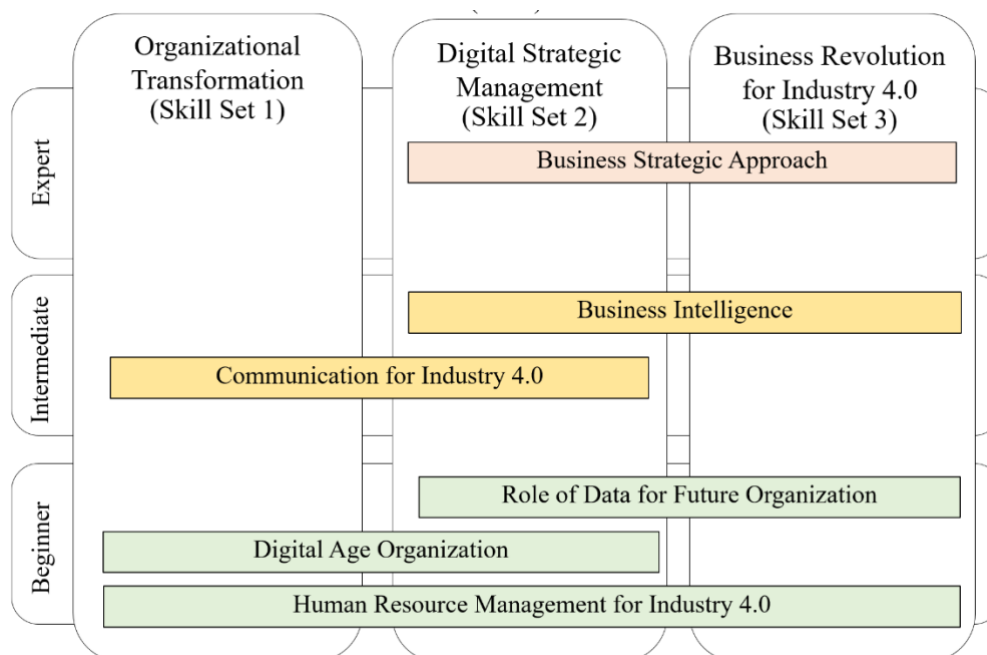 Organizational
Transformation
(Skill Set 1)
Digital Strategic
Management
(Skill Set 2)
Business Revolution
for Industry 4.0
(Skill Set 3)
Expert
Business Strategic Approach
Intermediate
Business Intelligence
Communication for Industry 4.0
Beginner
Role of Data for Future Organization
Digital Age Organization
Human Resource Management for Industry 4.0